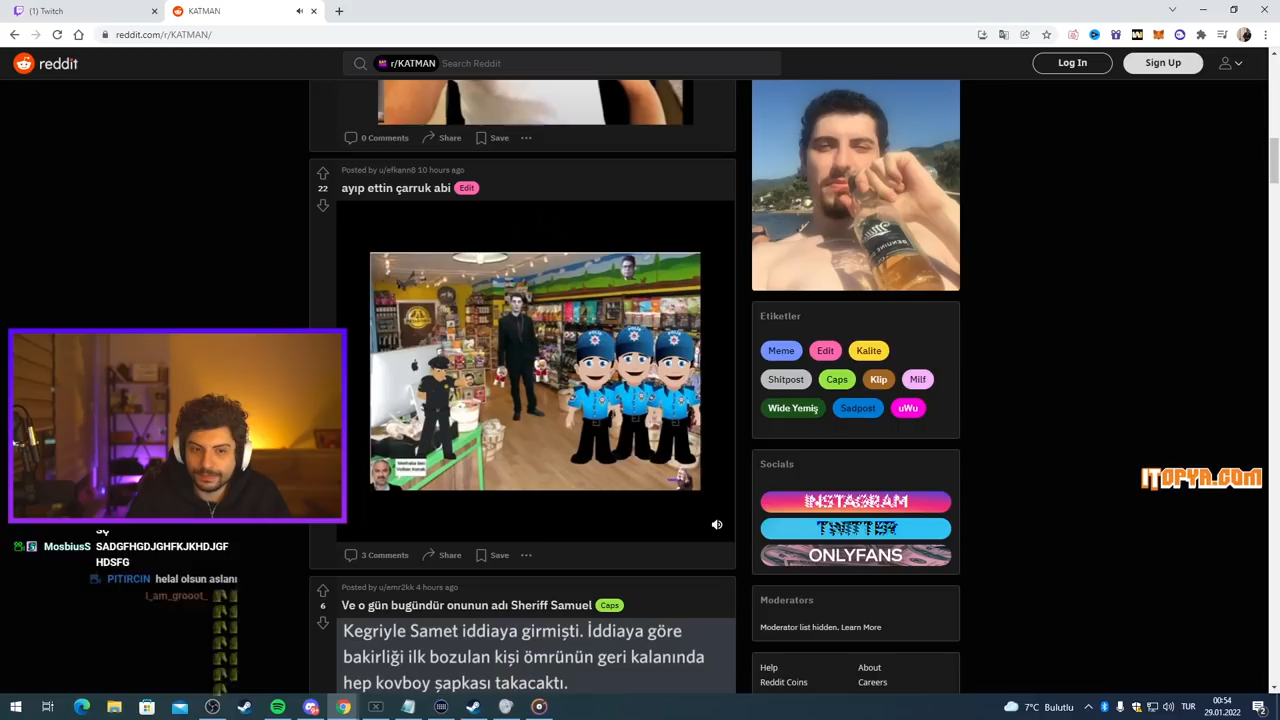 (1) Twitch
KATMAN
reddit.com/r/KATMAN/
reddit
r/KATMAN
Search Reddit
Log In
Sign Up
0 Comments
Share
Save
Posted by u/efkann8 10 hours ago
22
ayıp ettin çarruk abi
Edit
POLİS
POLİS
POLİS
3 Comments
Share
Save
Posted by u/emr2kk 4 hours ago
6
Ve o gün bugündür onunun adı Sheriff Samuel
Caps
Kegriyle Samet iddiaya girmişti. İddiaya göre
bakirliği ilk bozulan kişi ömrünün geri kalanında
hep kovboy şapkası takacaktı.
Etiketler
Meme
Edit
Kalite
Shitpost
Caps
Klip
Milf
Wide Yemiş
Sadpost
uWu
Socials
INSTAGRAM
TWITTER
ONLYFANS
Moderators
Moderator list hidden. Learn More
Help
About
Reddit Coins
Careers
ITOPYA.COM
MosbiusS SADGFHGDJGHFKJKHDJGF
HDSFG
PITIRCIN helal olsun aslanı
I_am_grooot_
7°C Bulutlu
TUR
00:54
29.01.2022
2